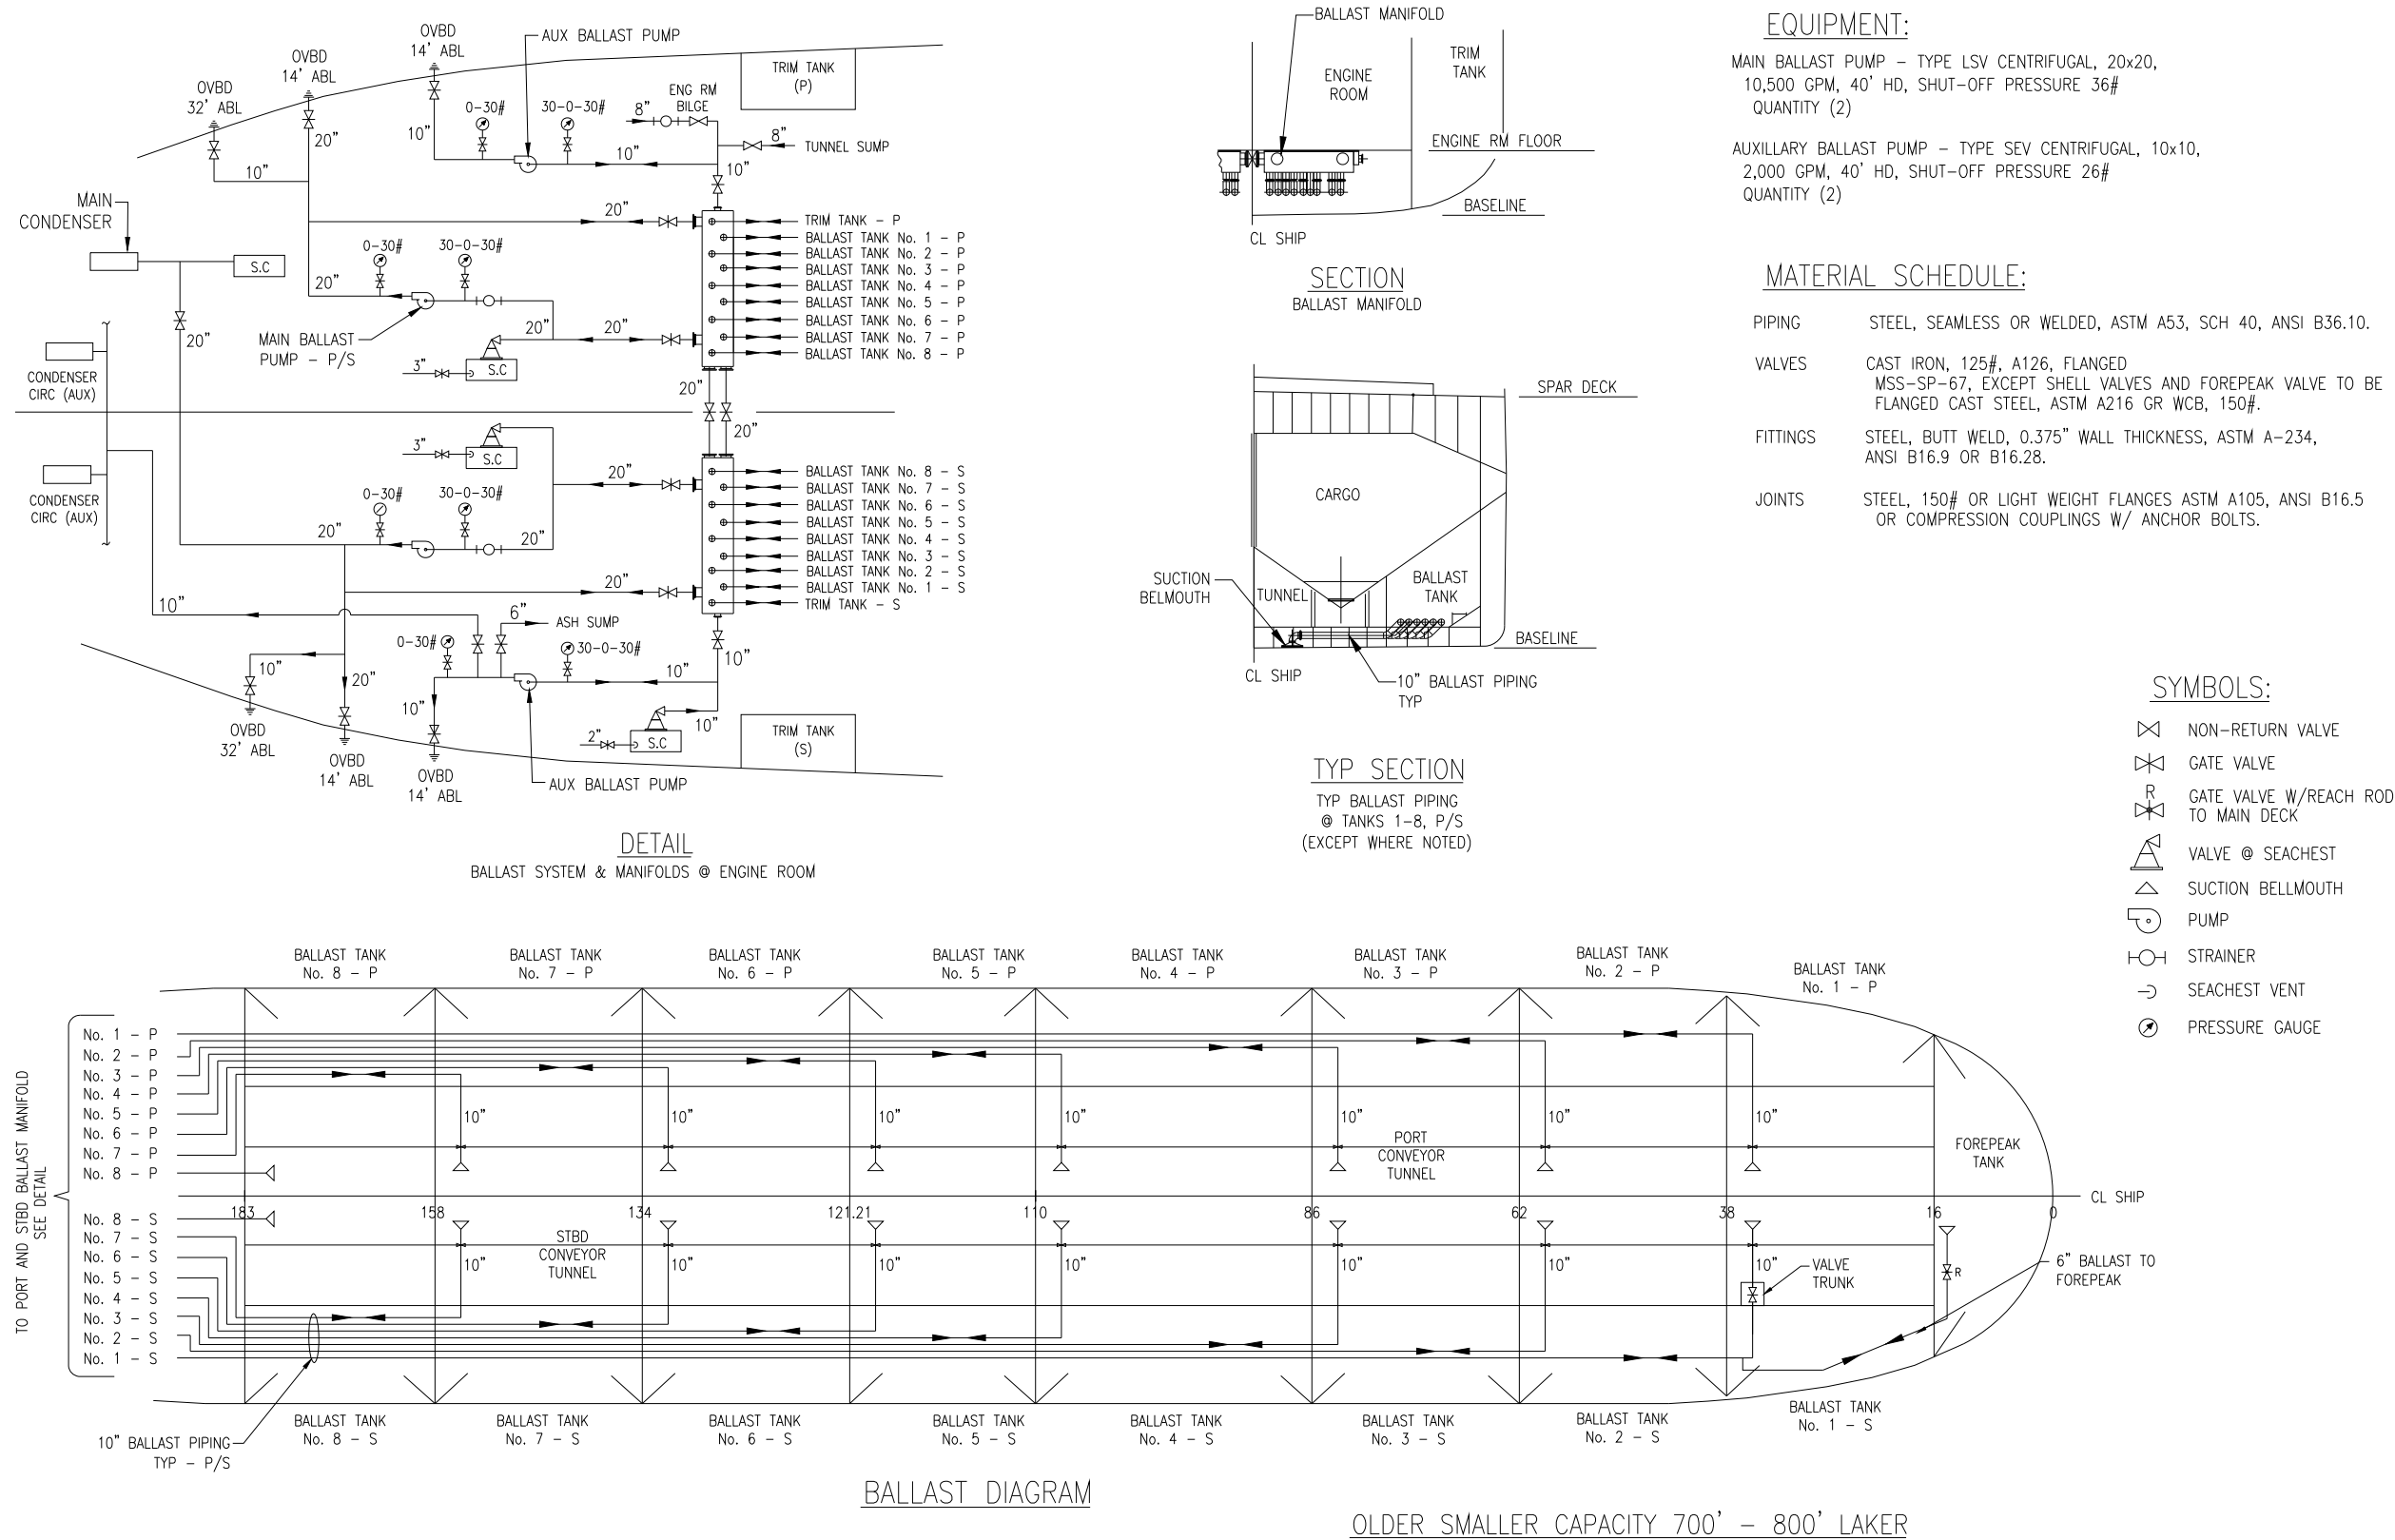 OVBD
14' ABL
AUX BALLAST PUMP
OVBD
14' ABL
OVBD
32' ABL
TRIM TANK
(P)
0-30#
30-0-30#
ENG RM
BILGE
8"
20"
10"
10"
8"
TUNNEL SUMP
10"
10"
MAIN
CONDENSER
20"
S.C
0-30#
30-0-30#
20"
TRIM TANK - P
BALLAST TANK No. 1 - P
BALLAST TANK No. 2 - P
BALLAST TANK No. 3 - P
BALLAST TANK No. 4 - P
BALLAST TANK No. 5 - P
BALLAST TANK No. 6 - P
BALLAST TANK No. 7 - P
BALLAST TANK No. 8 - P
20"
MAIN BALLAST
PUMP - P/S
20"
20"
3"
S.C
20"
CONDENSER
CIRC (AUX)
20"
20"
3"
S.C
CONDENSER
CIRC (AUX)
20"
0-30#
30-0-30#
20"
20"
BALLAST TANK No. 8 - S
BALLAST TANK No. 7 - S
BALLAST TANK No. 6 - S
BALLAST TANK No. 5 - S
BALLAST TANK No. 4 - S
BALLAST TANK No. 3 - S
BALLAST TANK No. 2 - S
BALLAST TANK No. 1 - S
TRIM TANK - S
20"
10"
6"
ASH SUMP
0-30#
30-0-30#
10"
10"
10"
20"
10"
10"
2"
S.C
TRIM TANK
(S)
OVBD
32' ABL
OVBD
14' ABL
OVBD
14' ABL
AUX BALLAST PUMP
DETAIL
BALLAST SYSTEM & MANIFOLDS @ ENGINE ROOM
BALLAST MANIFOLD
ENGINE
ROOM
TRIM
TANK
ENGINE RM FLOOR
BASELINE
CL SHIP
SECTION
BALLAST MANIFOLD
SPAR DECK
CARGO
SUCTION
BELMOUTH
TUNNEL
BALLAST
TANK
BASELINE
CL SHIP
10" BALLAST PIPING
TYP
TYP SECTION
TYP BALLAST PIPING
@ TANKS 1-8, P/S
(EXCEPT WHERE NOTED)
EQUIPMENT:
MAIN BALLAST PUMP - TYPE LSV CENTRIFUGAL, 20x20,
10,500 GPM, 40' HD, SHUT-OFF PRESSURE 36#
QUANTITY (2)
AUXILLARY BALLAST PUMP - TYPE SEV CENTRIFUGAL, 10x10,
2,000 GPM, 40' HD, SHUT-OFF PRESSURE 26#
QUANTITY (2)
MATERIAL SCHEDULE:
PIPING STEEL, SEAMLESS OR WELDED, ASTM A53, SCH 40, ANSI B36.10.
VALVES CAST IRON, 125#, A126, FLANGED
MSS-SP-67, EXCEPT SHELL VALVES AND FOREPEAK VALVE TO BE
FLANGED CAST STEEL, ASTM A216 GR WCB, 150#.
FITTINGS STEEL, BUTT WELD, 0.375" WALL THICKNESS, ASTM A-234,
ANSI B16.9 OR B16.28.
JOINTS STEEL, 150# OR LIGHT WEIGHT FLANGES ASTM A105, ANSI B16.5
OR COMPRESSION COUPLINGS W/ ANCHOR BOLTS.
SYMBOLS:
NON-RETURN VALVE
GATE VALVE
R
GATE VALVE W/REACH ROD
TO MAIN DECK
VALVE @ SEACHEST
SUCTION BELLMOUTH
PUMP
STRAINER
SEACHEST VENT
PRESSURE GAUGE
BALLAST TANK
No. 8 - P
BALLAST TANK
No. 7 - P
BALLAST TANK
No. 6 - P
BALLAST TANK
No. 5 - P
BALLAST TANK
No. 4 - P
BALLAST TANK
No. 3 - P
BALLAST TANK
No. 2 - P
BALLAST TANK
No. 1 - P
TO PORT AND STBD BALLAST MANIFOLD
SEE DETAIL
No. 1 - P
No. 2 - P
No. 3 - P
No. 4 - P
No. 5 - P
No. 6 - P
No. 7 - P
No. 8 - P
10"
10"
10"
10"
10"
10"
10"
PORT
CONVEYOR
TUNNEL
FOREPEAK
TANK
CL SHIP
183
158
134
121.21
110
86
62
38
16
0
No. 8 - S
No. 7 - S
No. 6 - S
No. 5 - S
No. 4 - S
No. 3 - S
No. 2 - S
No. 1 - S
STBD
CONVEYOR
TUNNEL
10"
10"
10"
10"
10"
10"
10"
VALVE
TRUNK
R
6" BALLAST TO
FOREPEAK
BALLAST TANK
No. 8 - S
BALLAST TANK
No. 7 - S
BALLAST TANK
No. 6 - S
BALLAST TANK
No. 5 - S
BALLAST TANK
No. 4 - S
BALLAST TANK
No. 3 - S
BALLAST TANK
No. 2 - S
BALLAST TANK
No. 1 - S
10" BALLAST PIPING
TYP - P/S
BALLAST DIAGRAM
OLDER SMALLER CAPACITY 700' - 800' LAKER